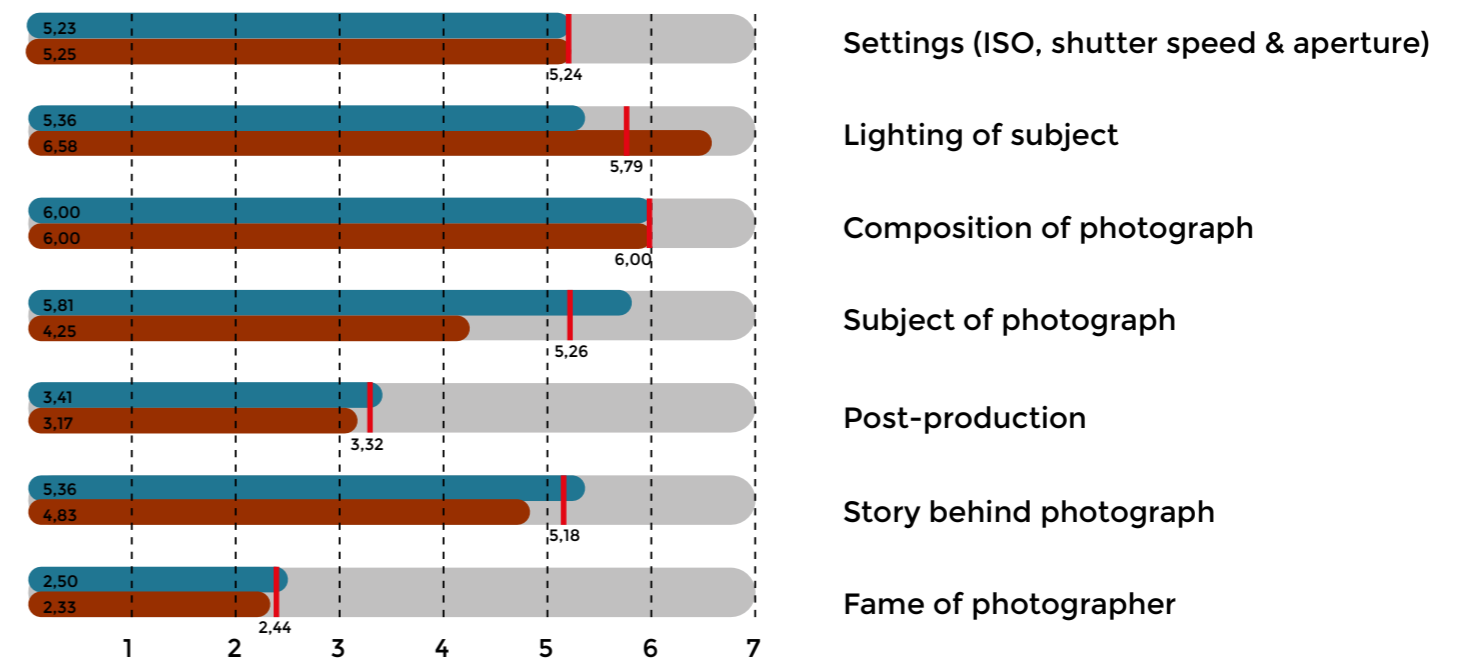 5,23
5,25
5,24
Settings (ISO, shutter speed & aperture)
5,36
6,58
5,79
Lighting of subject
6,00
6,00
6,00
Composition of photograph
5,81
4,25
5,26
Subject of photograph
3,41
3,17
3,32
Post-production
5,36
4,83
5,18
Story behind photograph
2,50
2,33
2,44
Fame of photographer
1 2 3 4 5 6 7